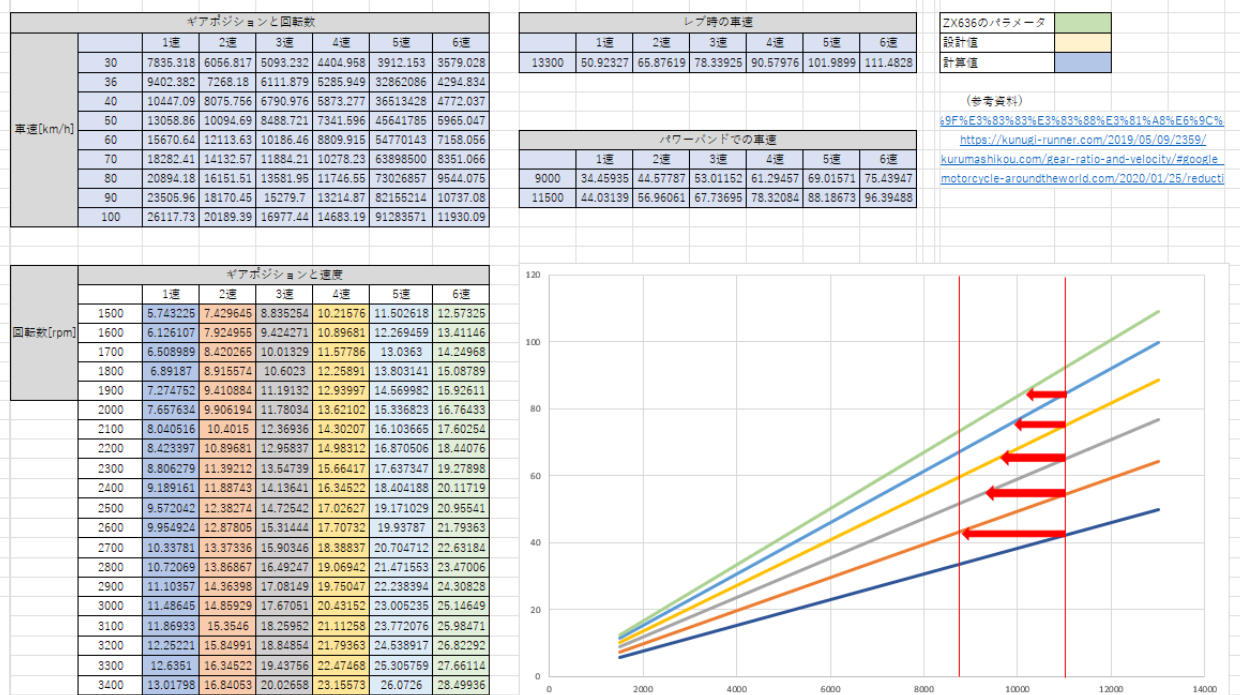 ギアポジションと回転数
1速 2速 3速 4速 5速 6速
車速[km/h]
30 7835.318 6056.817 5093.232 4404.958 3912.153 3579.028
36 9402.382 7268.18 6111.879 5285.949 32862086 4294.834
40 10447.09 8075.756 6790.976 5873.277 36513428 4772.037
50 13058.86 10094.69 8488.721 7341.596 45641785 5965.047
60 15670.64 12113.63 10186.46 8809.915 54770143 7158.056
70 18282.41 14132.57 11884.21 10278.23 63898500 8351.066
80 20894.18 16151.51 13581.95 11746.55 73026857 9544.075
90 23505.96 18170.45 15279.7 13214.87 82155214 10737.08
100 26117.73 20189.39 16977.44 14683.19 91283571 11930.09
レブ時の車速
1速 2速 3速 4速 5速 6速
13300 50.92327 65.87619 78.33925 90.57976 101.9899 111.4828
パワーバンドでの車速
1速 2速 3速 4速 5速 6速
9000 34.45935 44.57787 53.01152 61.29457 69.01571 75.43947
11500 44.03139 56.96061 67.73695 78.32084 88.18673 96.39488
ZX636のパラメータ
設計値
計算値
(参考資料)
%9F%E3%83%83%E3%83%88%E3%81%A8%E6%9C%
https://kunugi-runner.com/2019/05/09/2359/
kurumashikou.com/gear-ratio-and-velocity/#google_
motorcycle-aroundtheworld.com/2020/01/25/reducti
ギアポジションと速度
1速 2速 3速 4速 5速 6速
回転数[rpm]
1500 5.743225 7.429645 8.835254 10.21576 11.502618 12.57325
1600 6.126107 7.924955 9.424271 10.89681 12.269459 13.41146
1700 6.508989 8.420265 10.01329 11.57786 13.0363 14.24968
1800 6.89187 8.915574 10.6023 12.25891 13.803141 15.08789
1900 7.274752 9.410884 11.19132 12.93997 14.569982 15.92611
2000 7.657634 9.906194 11.78034 13.62102 15.336823 16.76433
2100 8.040516 10.4015 12.36936 14.30207 16.103665 17.60254
2200 8.423397 10.89681 12.95837 14.98312 16.870506 18.44076
2300 8.806279 11.39212 13.54739 15.66417 17.637347 19.27898
2400 9.189161 11.88743 14.13641 16.34522 18.404188 20.11719
2500 9.572042 12.38274 14.72542 17.02627 19.171029 20.95541
2600 9.954924 12.87805 15.31444 17.70732 19.93787 21.79363
2700 10.33781 13.37336 15.90346 18.38837 20.704712 22.63184
2800 10.72069 13.86867 16.49247 19.06942 21.471553 23.47006
2900 11.10357 14.36398 17.08149 19.75047 22.238394 24.30828
3000 11.48645 14.85929 17.67051 20.43152 23.005235 25.14649
3100 11.86933 15.3546 18.25952 21.11258 23.772076 25.98471
3200 12.25221 15.84991 18.84854 21.79363 24.538917 26.82292
3300 12.6351 16.34522 19.43756 22.47468 25.305759 27.66114
3400 13.01798 16.84053 20.02658 23.15573 26.0726 28.49936
120
100
80
60
40
20
0
0 2000 4000 6000 8000 10000 12000 14000